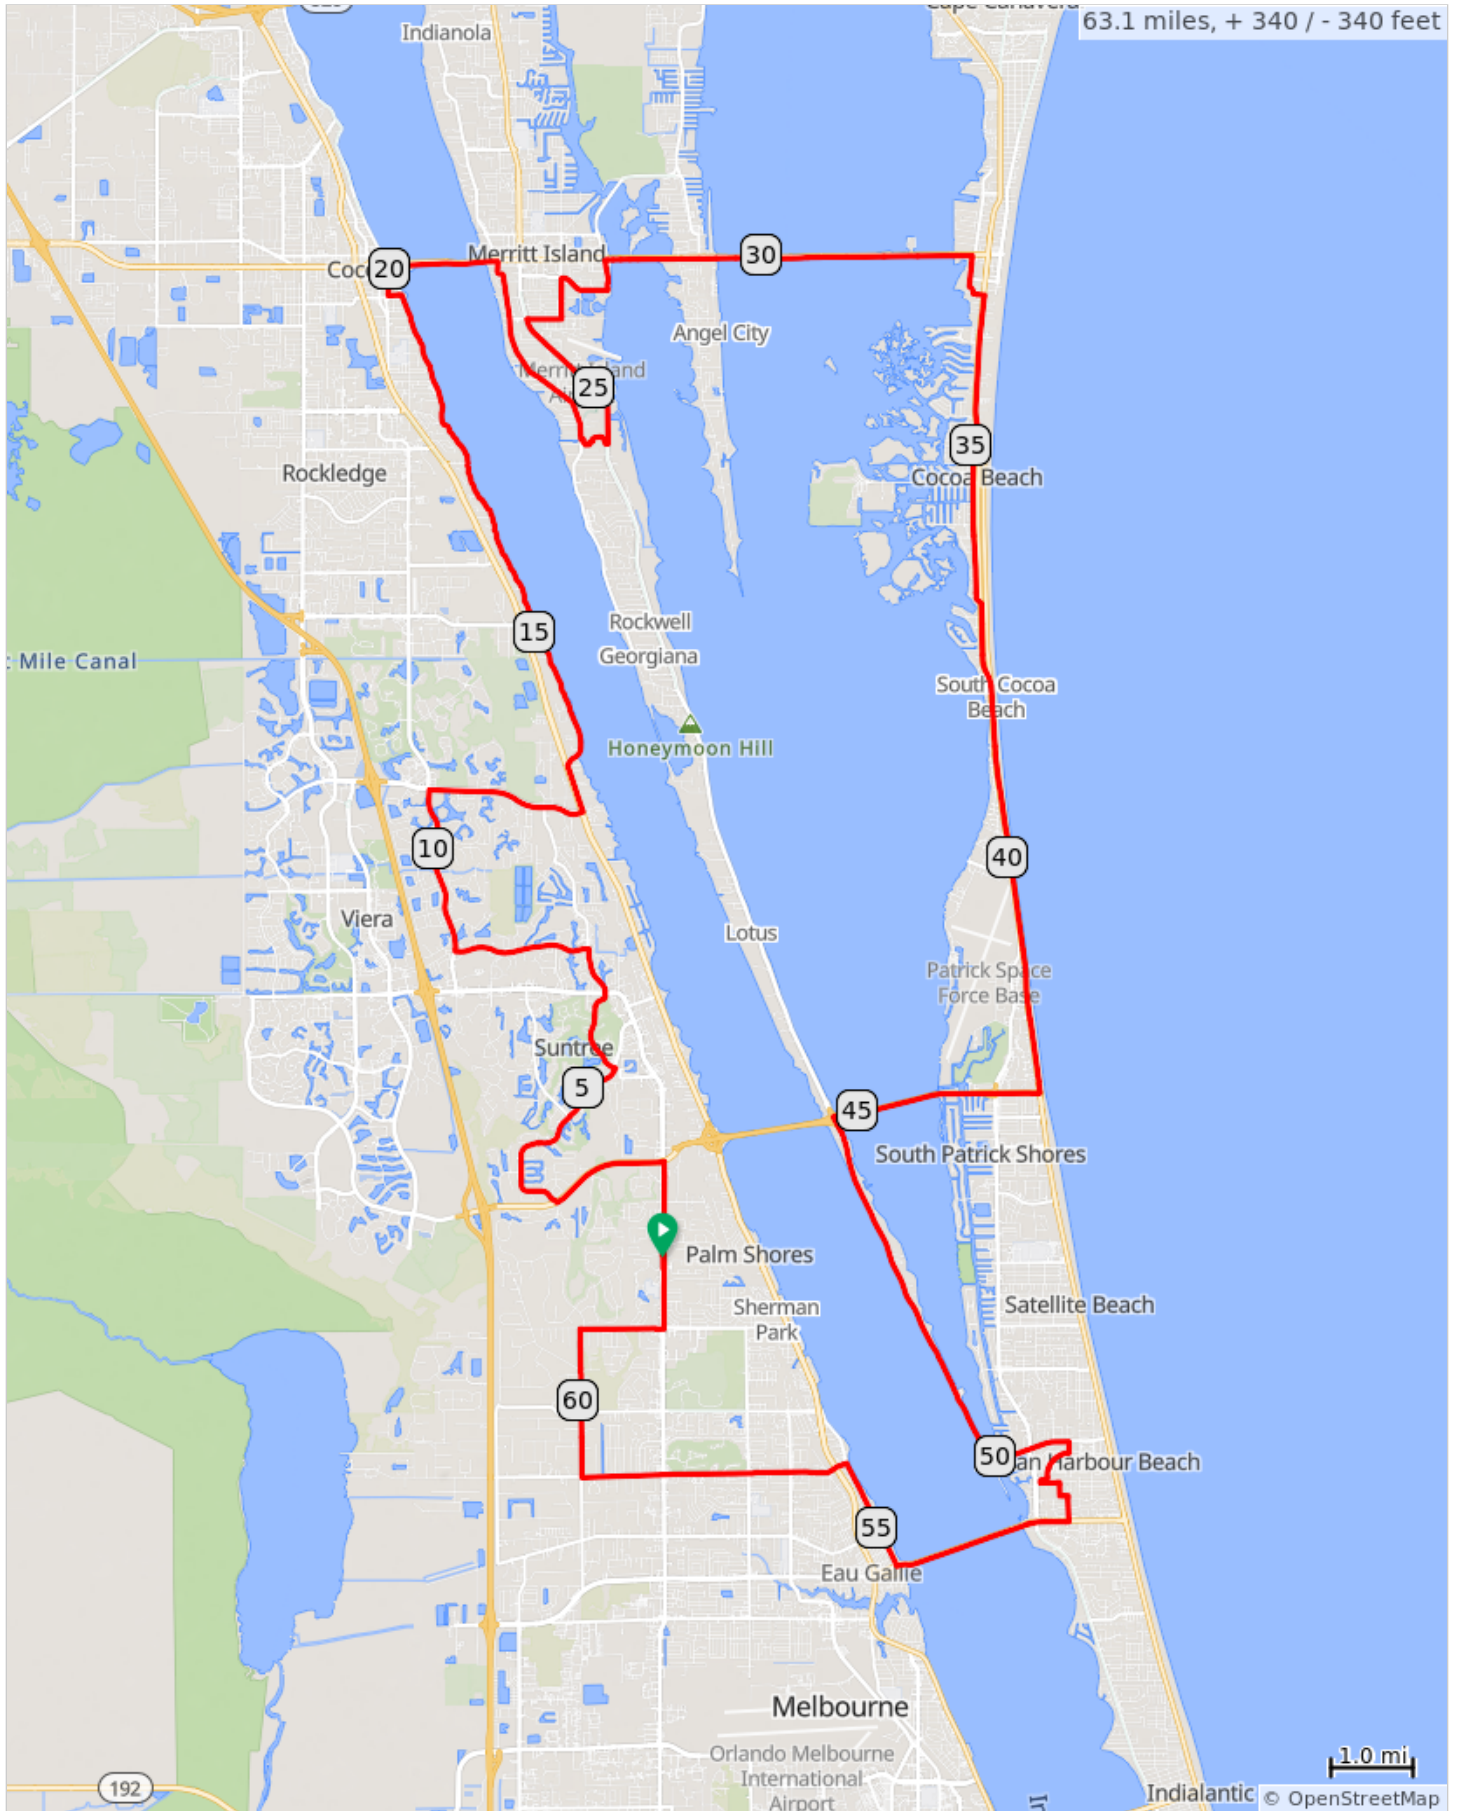 Indianola
63.1 miles, + 340 / - 340 feet
Merritt Island
20
30
Angel City
25
35
Cocoa Beach
Rockledge
15
Rockwell
Georgiana
Mile Canal
South Cocoa
Beach
Honeymoon Hill
10
40
Viera
Lotus
Patrick Space
Force Base
Suntree
5
45
South Patrick Shores
Palm Shores
Satellite Beach
Sherman
Park
60
50
an Harbour Beach
55
Eau Gallie
Melbourne
Orlando Melbourne
International
Airport
1.0 mi
192
Indialantic
© OpenStreetMap